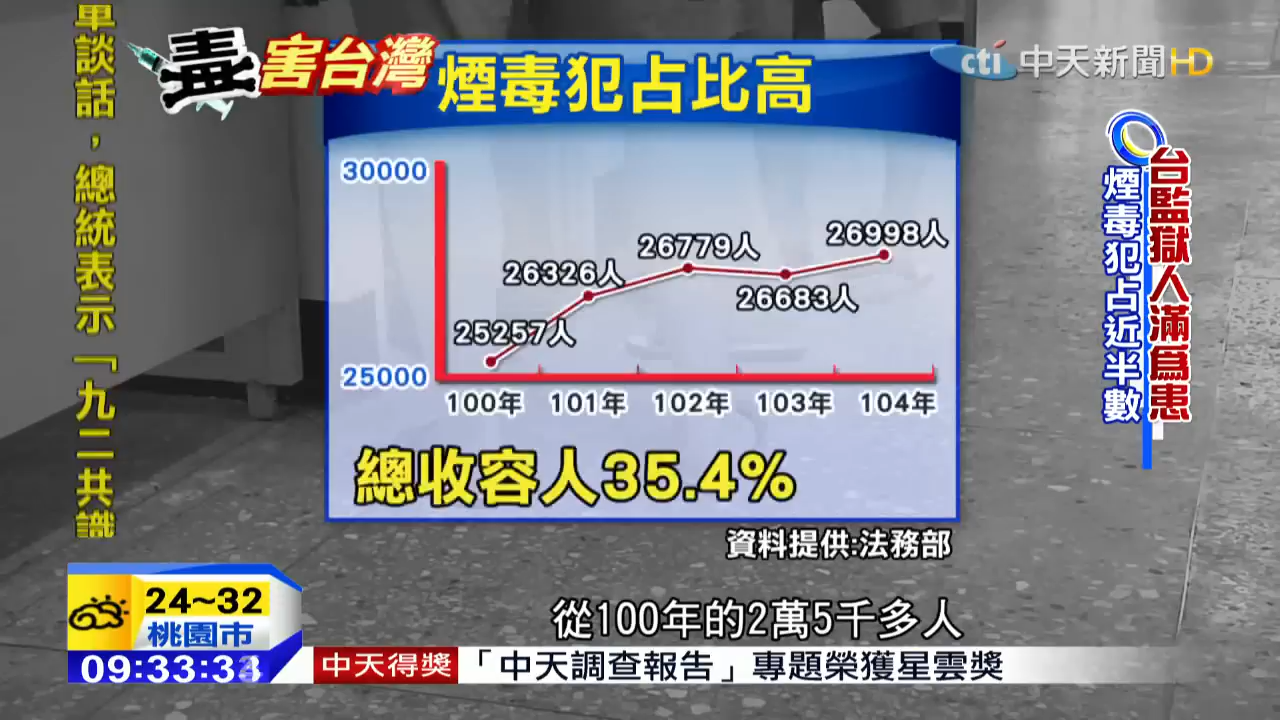 毒害台灣
煙毒犯占比高
cti中天新聞HD
台監獄人滿為患
煙毒犯占近半數
單談話，總統表示「九二共識
30000
25000
25257人
26326人
26779人
26683人
26998人
100年 101年 102年 103年 104年
總收容人35.4%
資料提供:法務部
從100年的2萬5千多人
24~32
桃園市
09:33:33
中天得獎 「中天調查報告」專題榮獲星雲獎